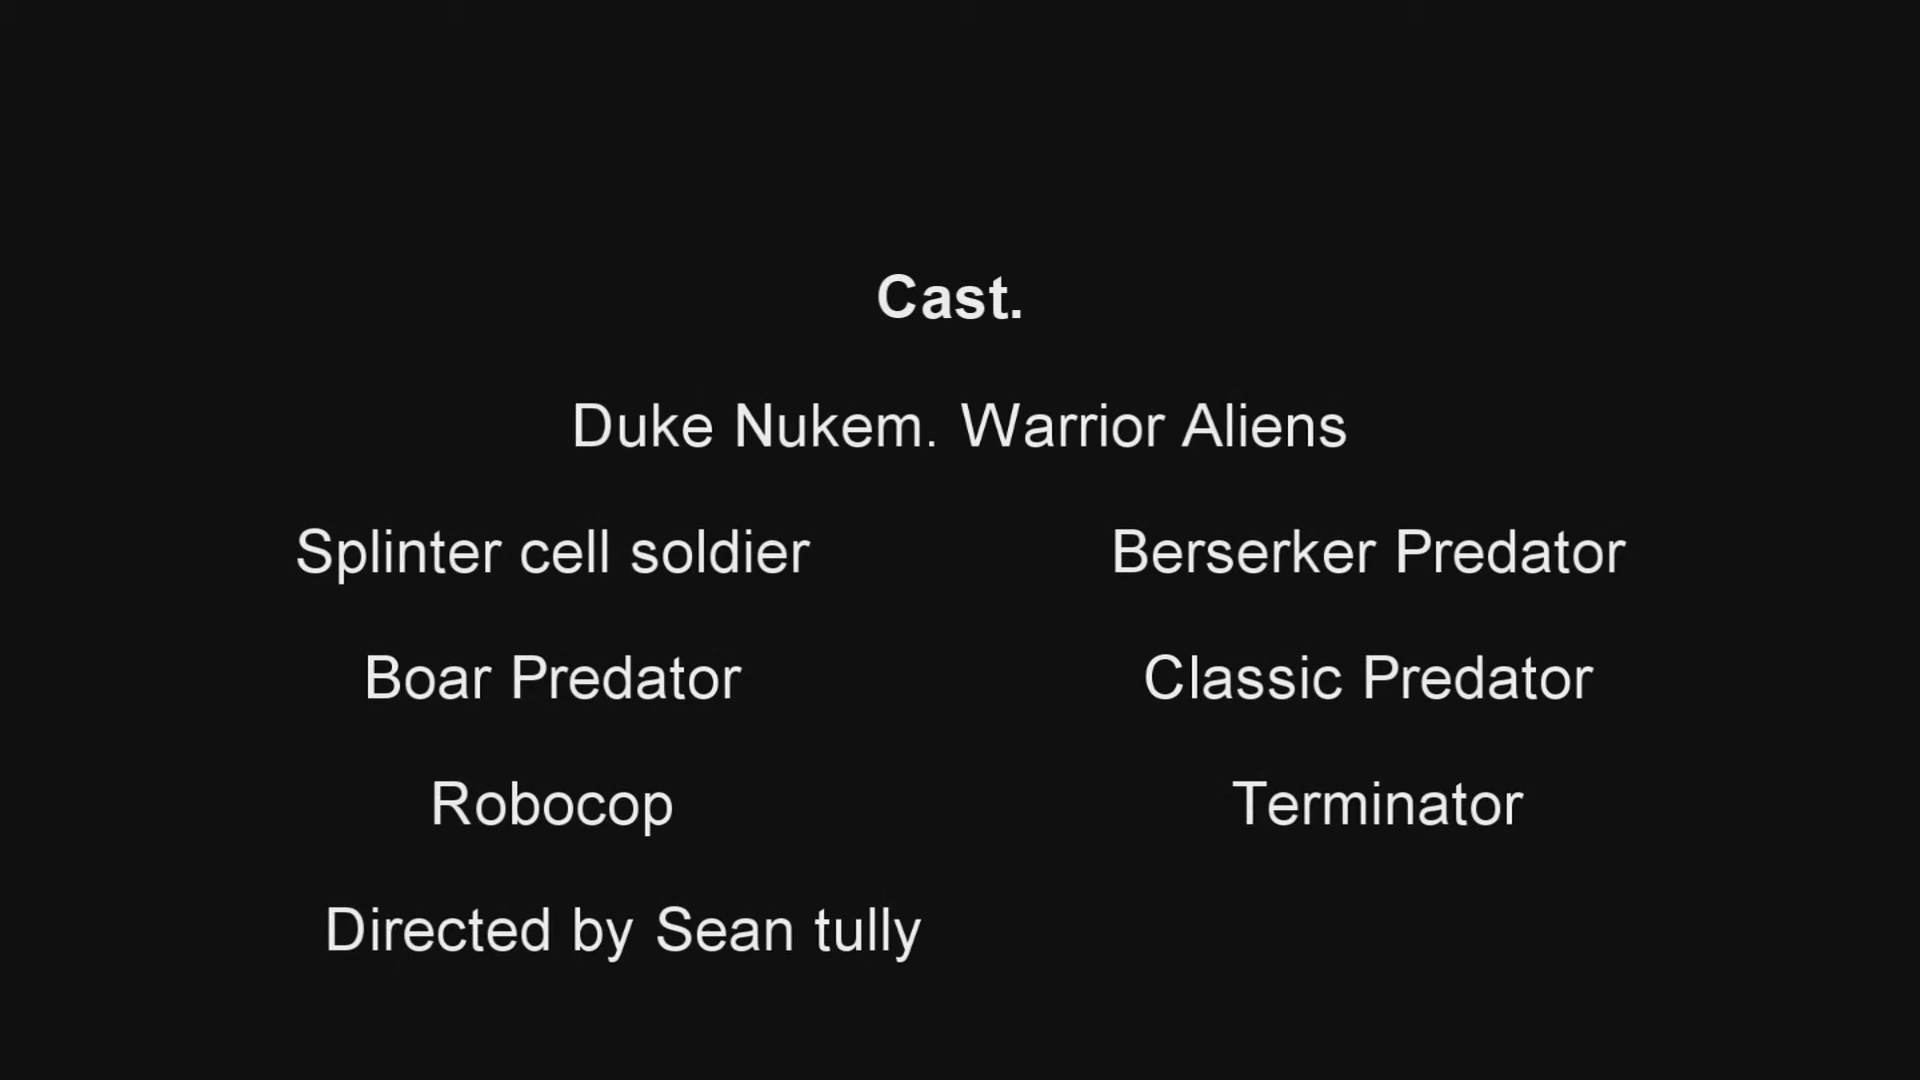 Cast.
Duke Nukem. Warrior Aliens
Splinter cell soldier Berserker Predator
Boar Predator Classic Predator
Robocop Terminator
Directed by Sean tully